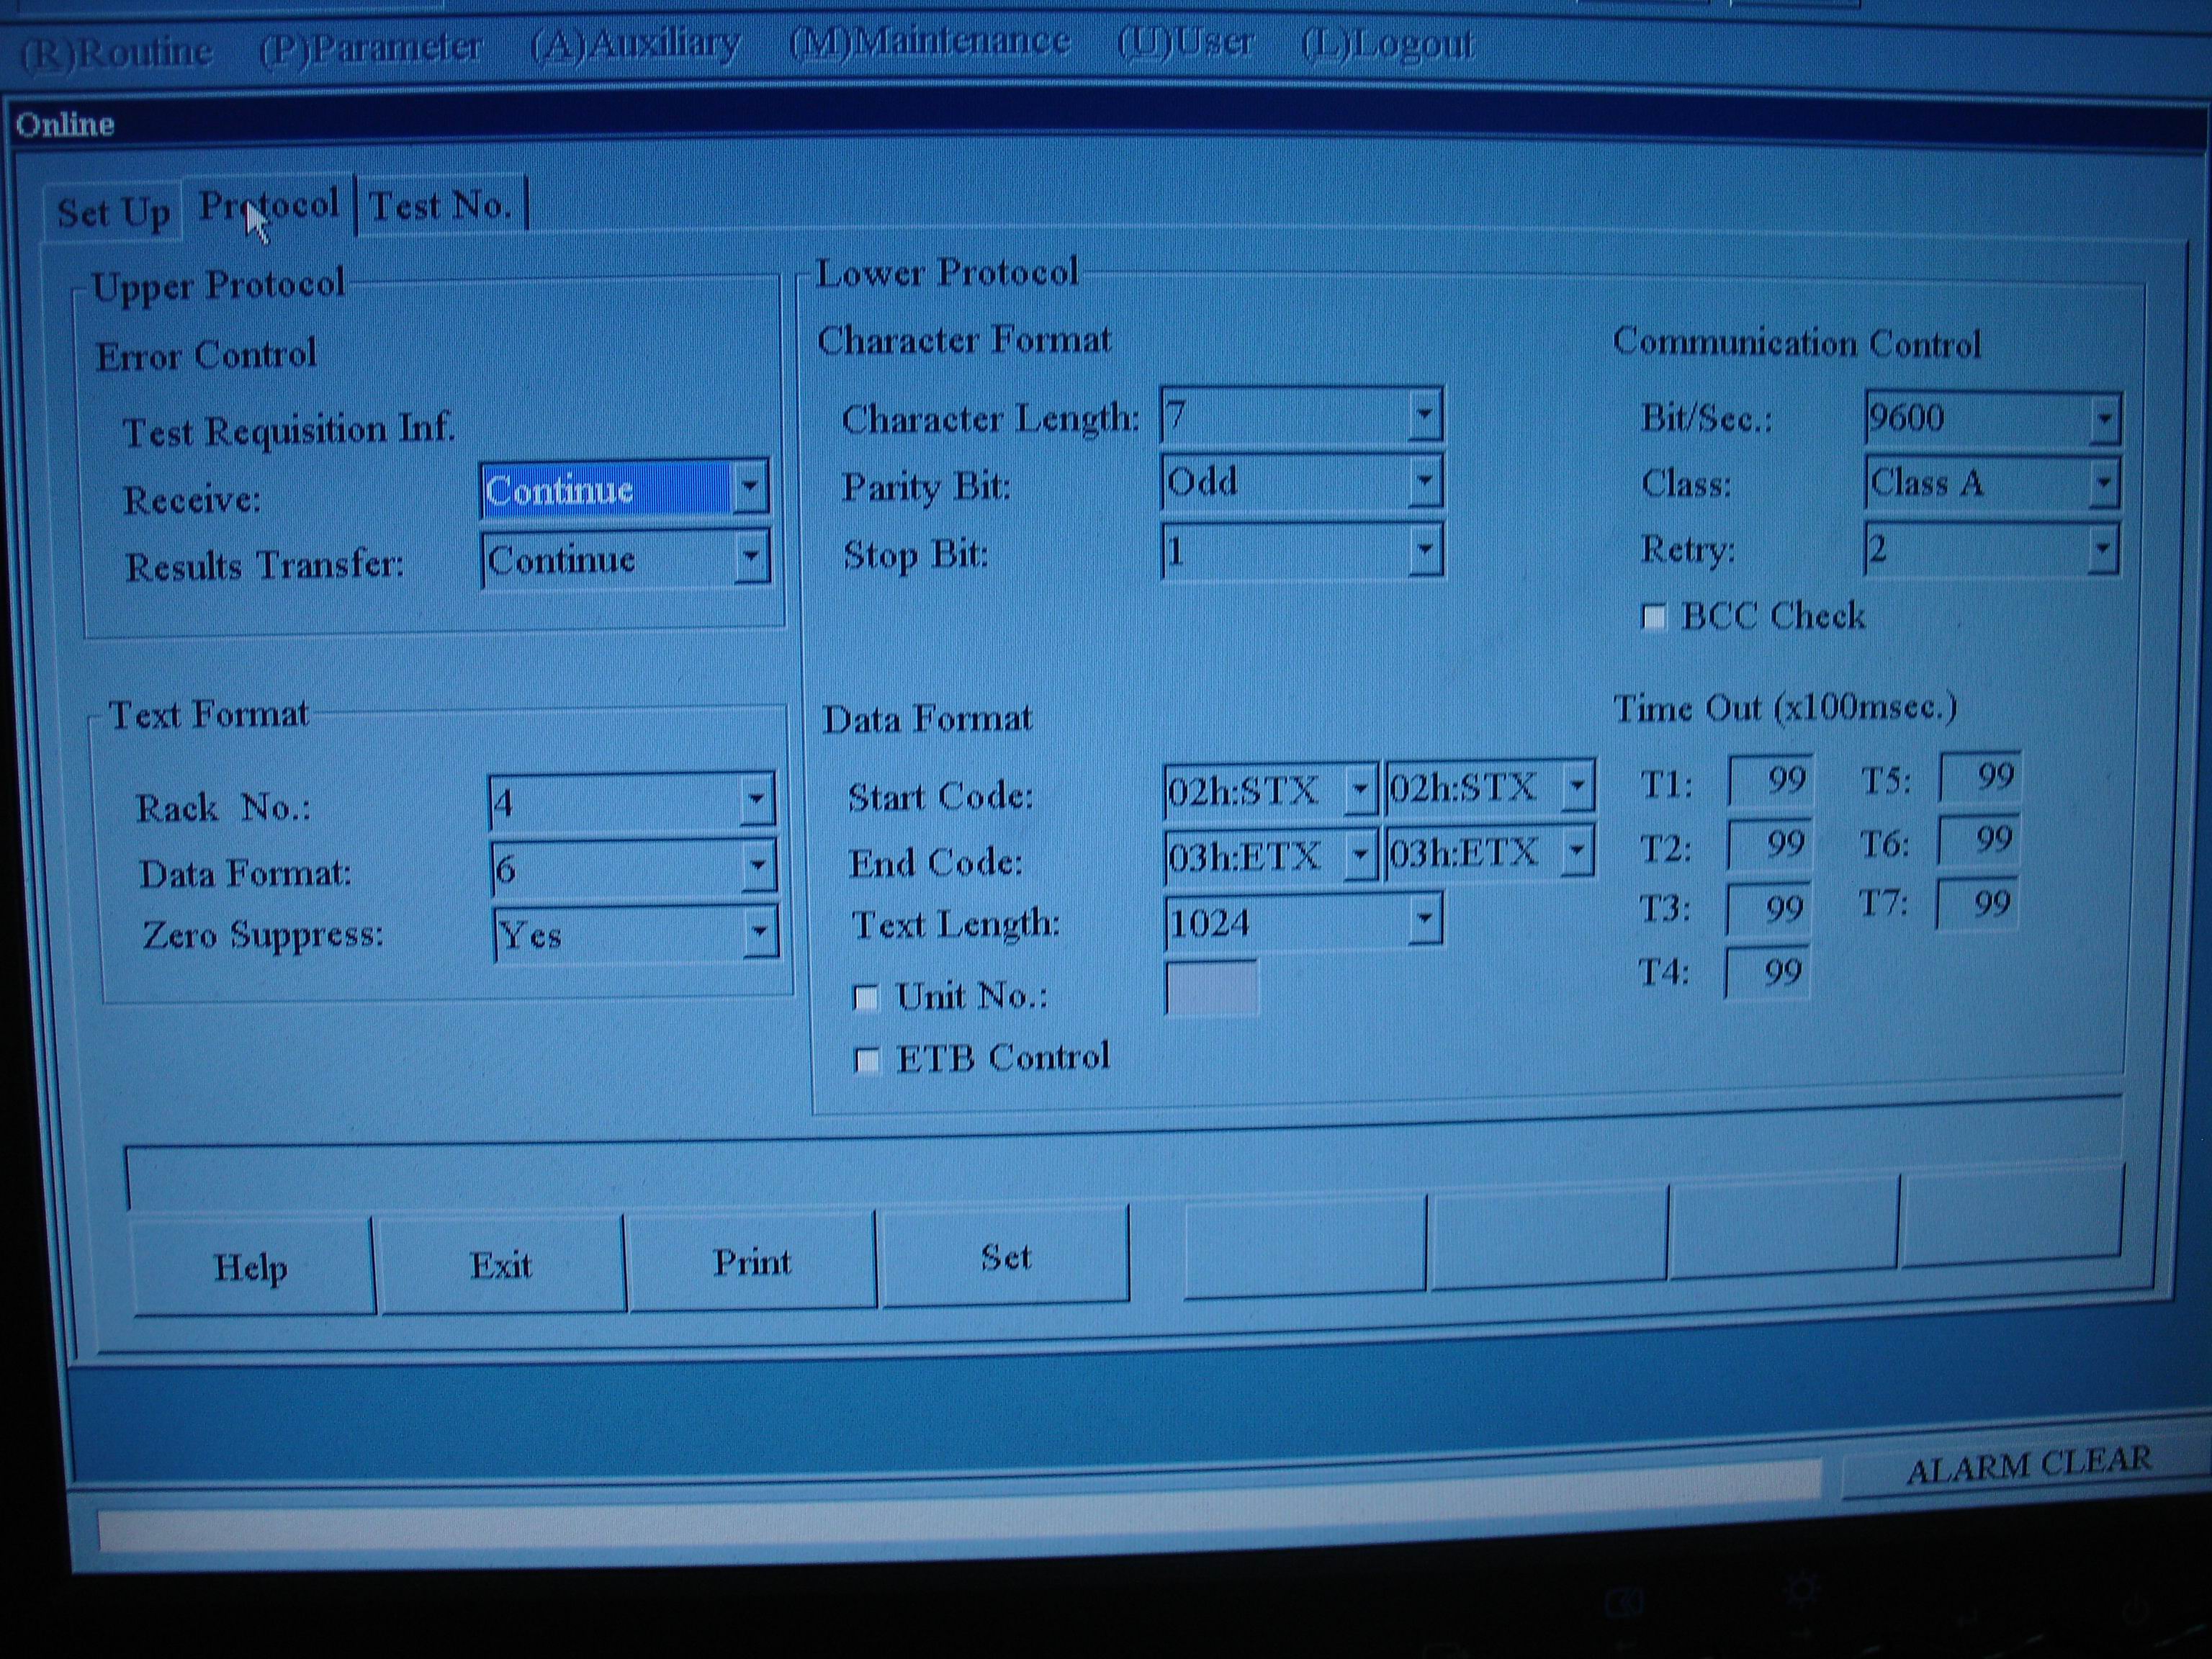 (R)Routine (P)Parameter (A)Auxiliary (M)Maintenance (U)User (L)Logout
Online
Set Up Protocol Test No.
Upper Protocol
Error Control
Test Requisition Inf.
Receive: Continue
Results Transfer: Continue
Text Format
Rack No.: 4
Data Format: 6
Zero Suppress: Yes
Lower Protocol
Character Format
Character Length: 7
Parity Bit: Odd
Stop Bit: 1
Communication Control
Bit/Sec.: 9600
Class: Class A
Retry: 2
BCC Check
Data Format
Start Code: 02h:STX 02h:STX
End Code: 03h:ETX 03h:ETX
Text Length: 1024
Unit No.:
ETB Control
Time Out (x100msec.)
T1: 99 T5: 99
T2: 99 T6: 99
T3: 99 T7: 99
T4: 99
Help Exit Print Set
ALARM CLEAR